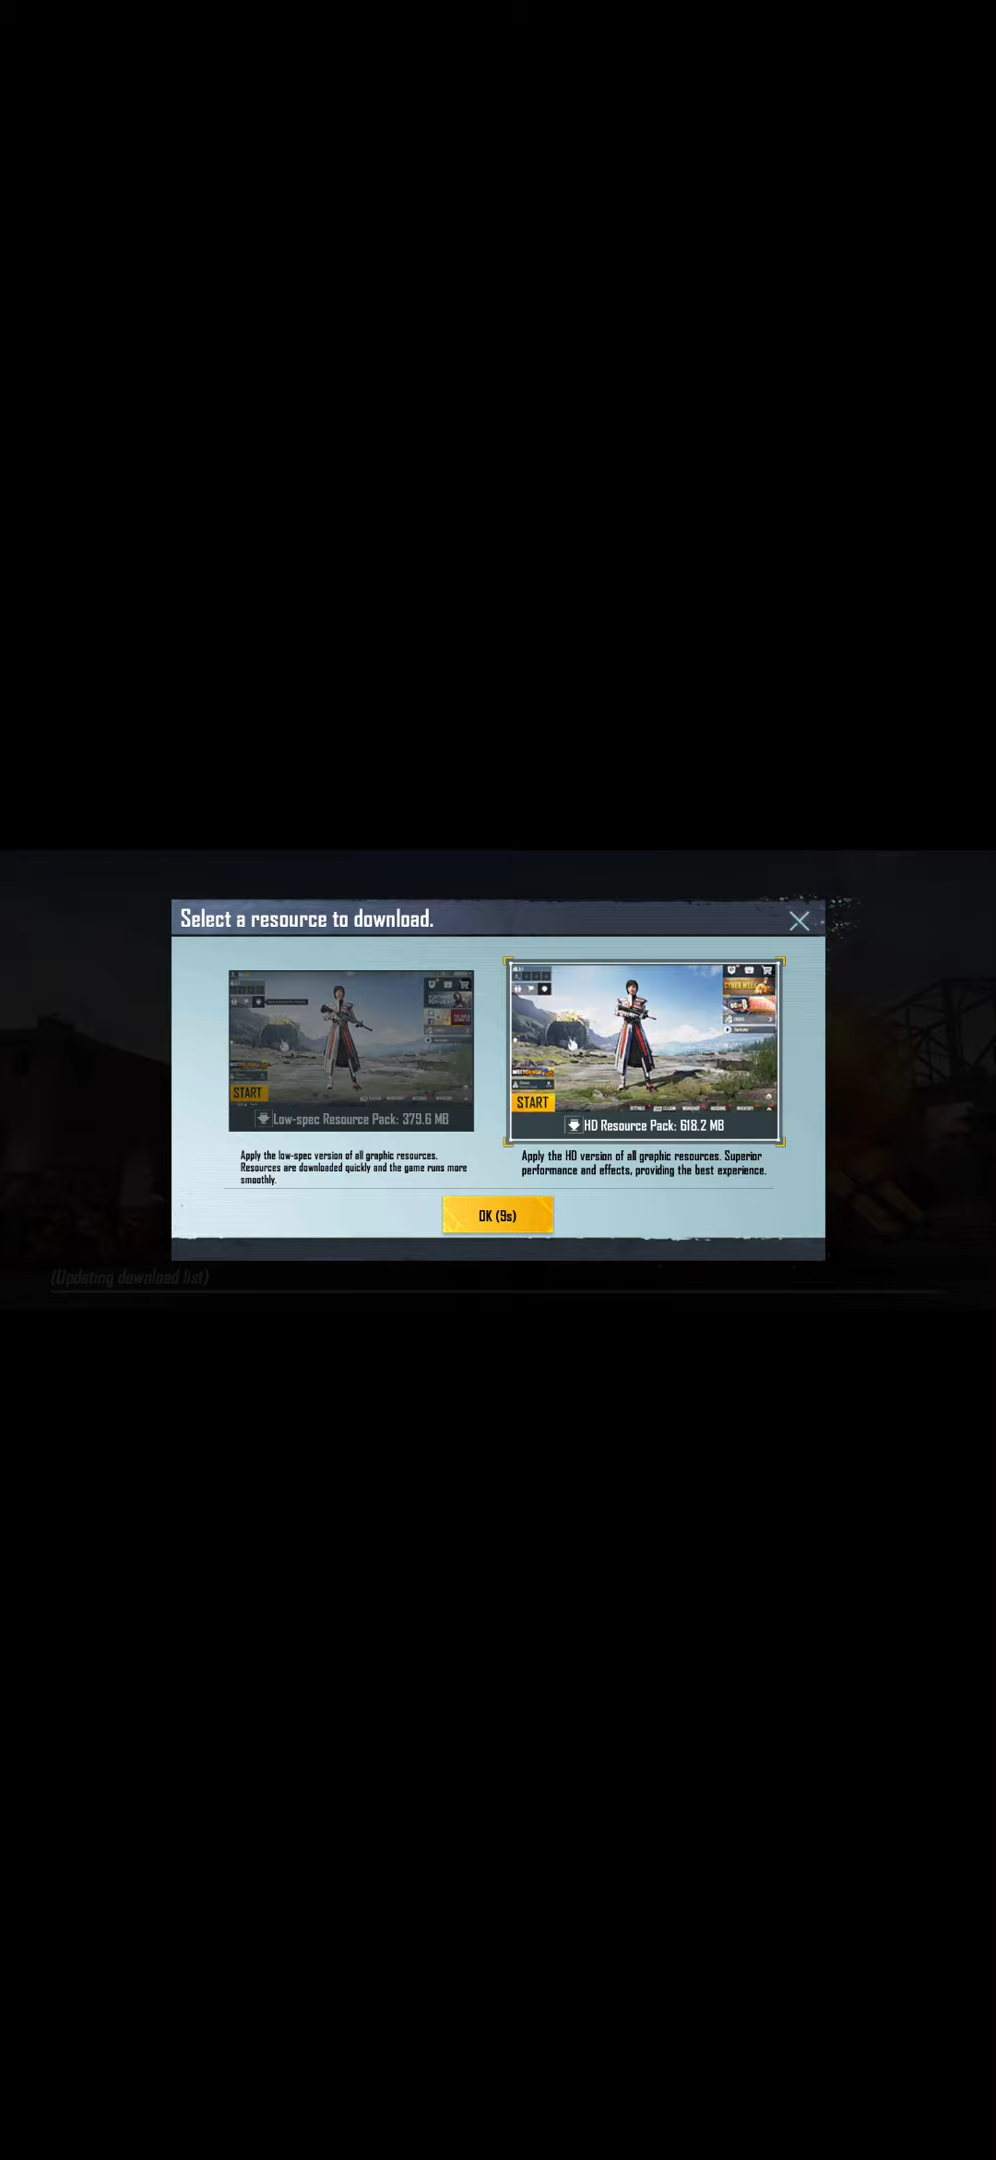 Select a resource to download.
START
Low-spec Resource Pack: 379.6 MB
Apply the low-spec version of all graphic resources.
Resources are downloaded quickly and the game runs more
smoothly.
CYBER WEEK
START
HD Resource Pack: 618.2 MB
Apply the HD version of all graphic resources. Superior
performance and effects, providing the best experience.
OK (9s)
(Updating download list)